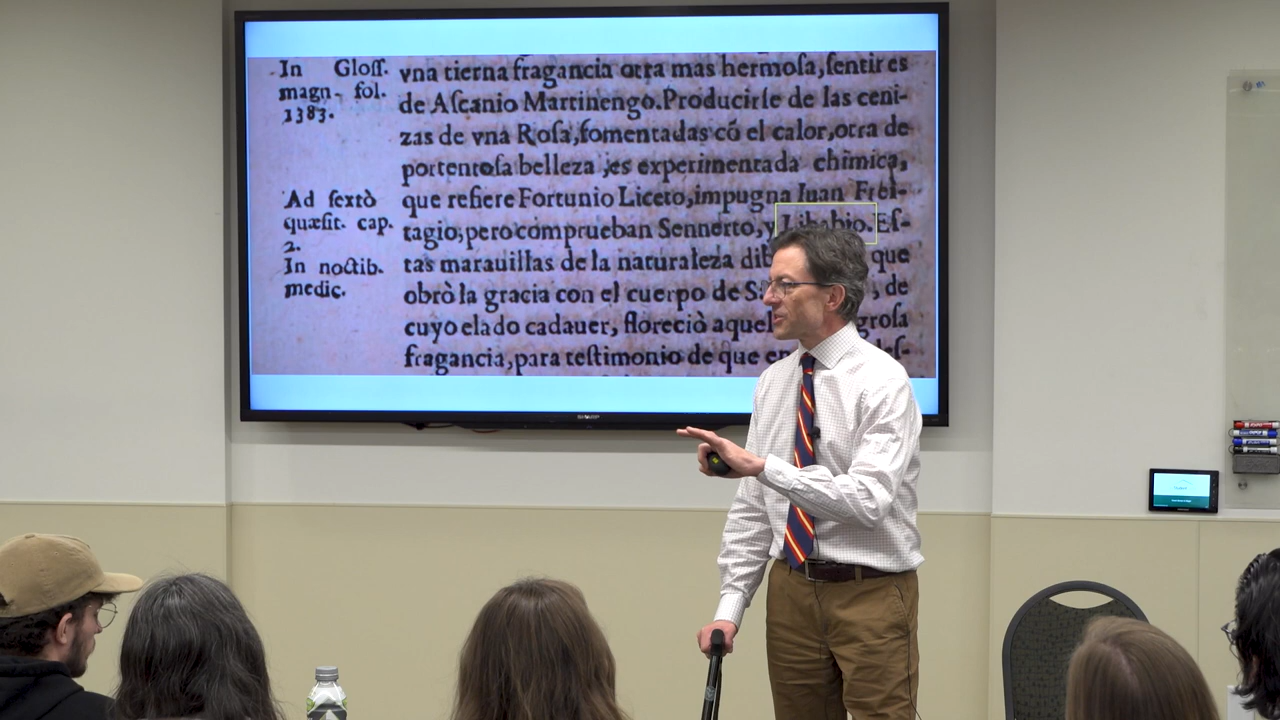 In Gloſſ.
magn- fol.
1383.
Ad ſextò
quæſit. cap.
2.
In noctib.
medic.
vna tierna fragancia otra mas hermoſa, ſentir es
de Aſcanio Martinengo. Producirſe de las ceni-
zas de vna Roſa, fomentadas cõ el calor, otra de
portentoſa belleza, es experimentada chimica,
que refiere Fortunio Liceto, impugna Iuan Frei-
tagio, pero comprueban Sennerto, y Libabio. Eſ-
tas marauillas de la naturaleza que
obrò la gracia con el cuerpo de , de
cuyo elado cadauer, floreciò
fragancia, para teſtimonio de que
SHARP